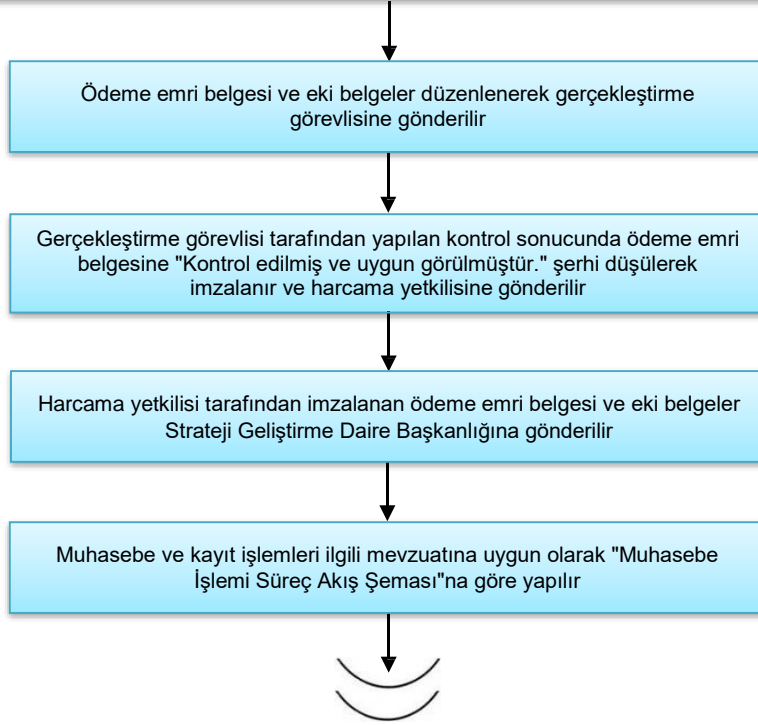 Ödeme emri belgesi ve eki belgeler düzenlenerek gerçekleştirme
görevlisine gönderilir
Gerçekleştirme görevlisi tarafından yapılan kontrol sonucunda ödeme emri
belgesine "Kontrol edilmiş ve uygun görülmüştür." şerhi düşülerek
imzalanır ve harcama yetkilisine gönderilir
Harcama yetkilisi tarafından imzalanan ödeme emri belgesi ve eki belgeler
Strateji Geliştirme Daire Başkanlığına gönderilir
Muhasebe ve kayıt işlemleri ilgili mevzuatına uygun olarak "Muhasebe
İşlemi Süreç Akış Şeması"na göre yapılır